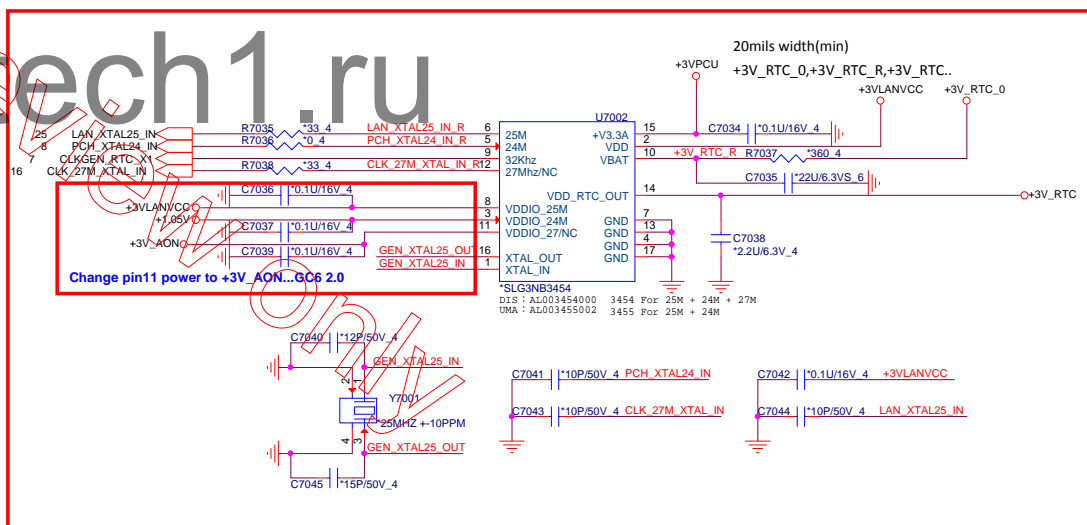 ech1.ru
20mils width(min)
+3V_RTC_0,+3V_RTC_R,+3V_RTC..
+3VPCU
+3VLANVCC
+3V_RTC_0
U7002
25 LAN_XTAL25_IN R7035 *33_4 LAN_XTAL25_IN_R 6 25M +V3.3A 15 C7034 *0.1U/16V_4
8 PCH_XTAL24_IN R7036 *0_4 PCH_XTAL24_IN_R 5 24M VDD 2
7 CLKGEN_RTC_X1 9 32Khz VBAT 10 +3V_RTC_R R7037 *360_4
16 CLK_27M_XTAL_IN R7038 *33_4 CLK_27M_XTAL_IN_R 12 27Mhz/NC
C7035 *22U/6.3VS_6
C7036 *0.1U/16V_4
VDD_RTC_OUT 14 +3V_RTC
+3VLANVCC 8 VDDIO_25M
+1.05V 3 VDDIO_24M GND 7
C7037 *0.1U/16V_4 11 VDDIO_27/NC GND 13
+3V_AON GND 4
C7039 *0.1U/16V_4 GEN_XTAL25_OUT 16 XTAL_OUT GND 17
C7038
*2.2U/6.3V_4
GEN_XTAL25_IN 1 XTAL_IN
Change pin11 power to +3V_AON...GC6 2.0
*SLG3NB3454
DIS : AL003454000 3454 For 25M + 24M + 27M
UMA : AL003455002 3455 For 25M + 24M
C7040 *12P/50V_4
GEN_XTAL25_IN
2 1
Y7001
*25MHZ +-10PPM
4 3
GEN_XTAL25_OUT
C7045 *15P/50V_4
C7041 *10P/50V_4 PCH_XTAL24_IN
C7042 *0.1U/16V_4 +3VLANVCC
C7043 *10P/50V_4 CLK_27M_XTAL_IN
C7044 *10P/50V_4 LAN_XTAL25_IN